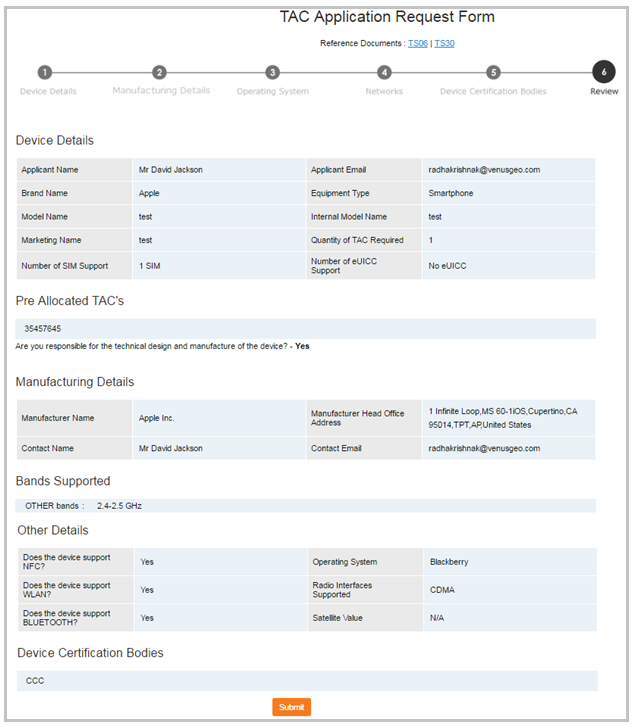 TAC Application Request Form
Reference Documents : TS06 | TS30
1 2 3 4 5 6
Device Details Manufacturing Details Operating System Networks Device Certification Bodies Review
Device Details
Applicant Name Mr David Jackson Applicant Email radhakrishnak@venusgeo.com
Brand Name Apple Equipment Type Smartphone
Model Name test Internal Model Name test
Marketing Name test Quantity of TAC Required 1
Number of SIM Support 1 SIM Number of eUICC
Support No eUICC
Pre Allocated TAC's
35457645
Are you responsible for the technical design and manufacture of the device? - Yes
Manufacturing Details
Manufacturer Name Apple Inc. Manufacturer Head Office
Address 1 Infinite Loop,MS 60-1iOS,Cupertino,CA
95014,TPT,AP,United States
Contact Name Mr David Jackson Contact Email radhakrishnak@venusgeo.com
Bands Supported
OTHER bands : 2.4-2.5 GHz
Other Details
Does the device support
NFC? Yes Operating System Blackberry
Does the device support
WLAN? Yes Radio Interfaces
Supported CDMA
Does the device support
BLUETOOTH? Yes Satellite Value N/A
Device Certification Bodies
CCC
Submit